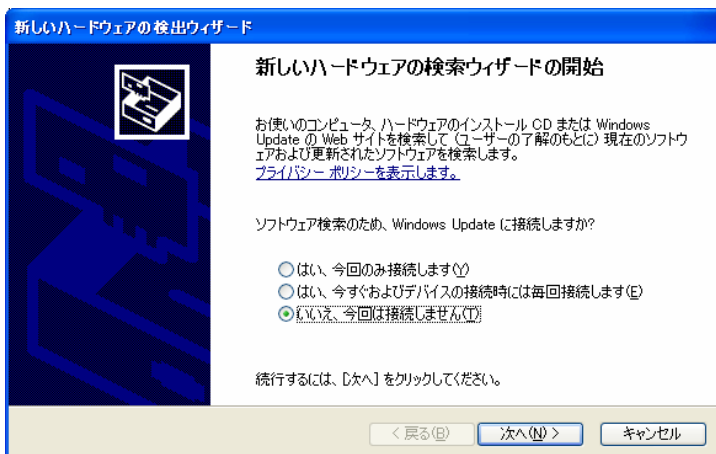 新しいハードウェアの検出ウィザード
新しいハードウェアの検索ウィザードの開始
お使いのコンピュータ、ハードウェアのインストール CD または Windows
Update の Web サイトを検索して (ユーザーの了解のもとに) 現在のソフトウ
ェアおよび更新されたソフトウェアを検索します。
プライバシー ポリシーを表示します。
ソフトウェア検索のため、Windows Update に接続しますか?
はい、今回のみ接続します(Y)
はい、今すぐおよびデバイスの接続時には毎回接続します(E)
いいえ、今回は接続しません(T)
続行するには、[次へ] をクリックしてください。
< 戻る(B)
次へ(N) >
キャンセル